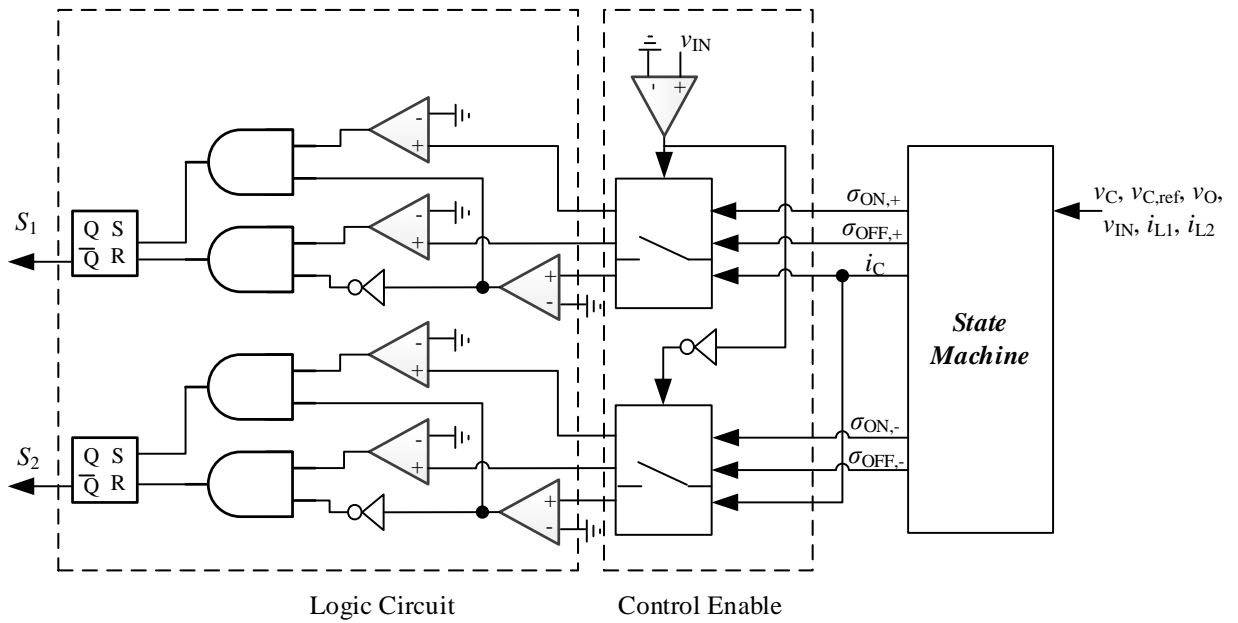 v_IN
- +
-
+
S_1
Q S
Q̅ R
-
+
+
-
σ_ON,+
σ_OFF,+
i_C
v_C, v_C,ref, v_O,
v_IN, i_L1, i_L2
State
Machine
-
+
S_2
Q S
Q̅ R
-
+
+
-
σ_ON,-
σ_OFF,-
Logic Circuit
Control Enable